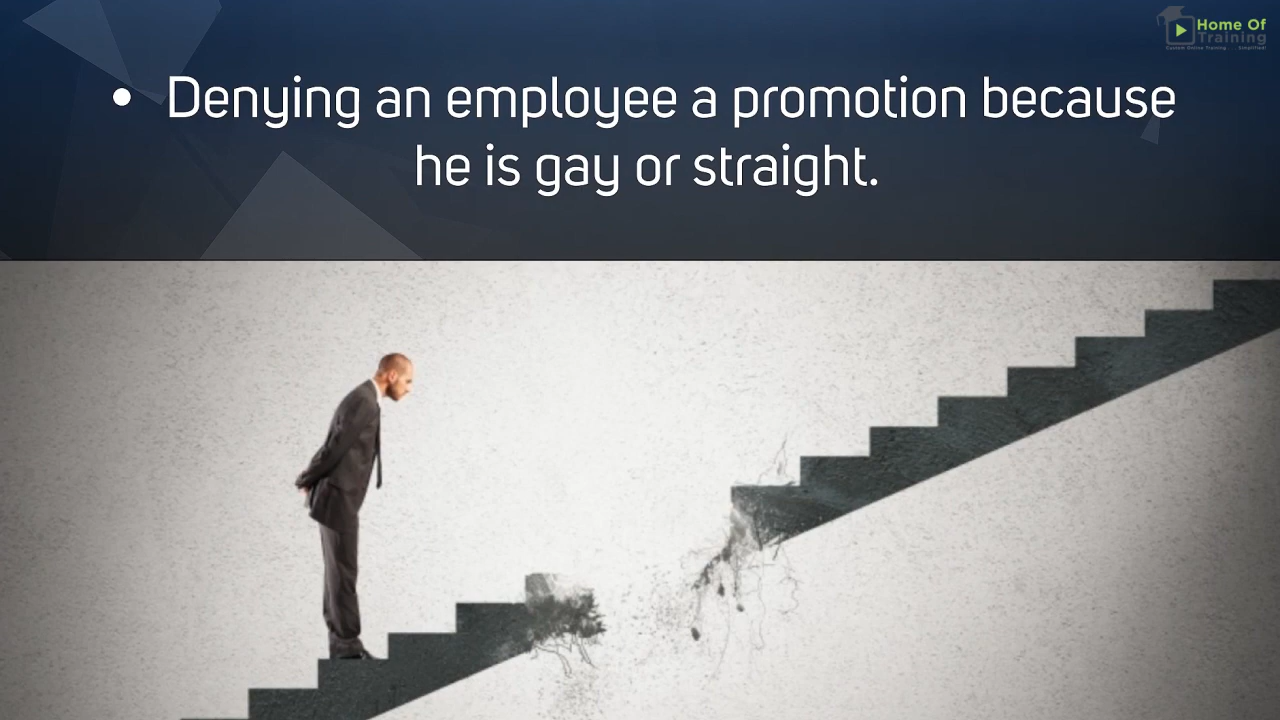 Home Of
Training
• Denying an employee a promotion because
he is gay or straight.